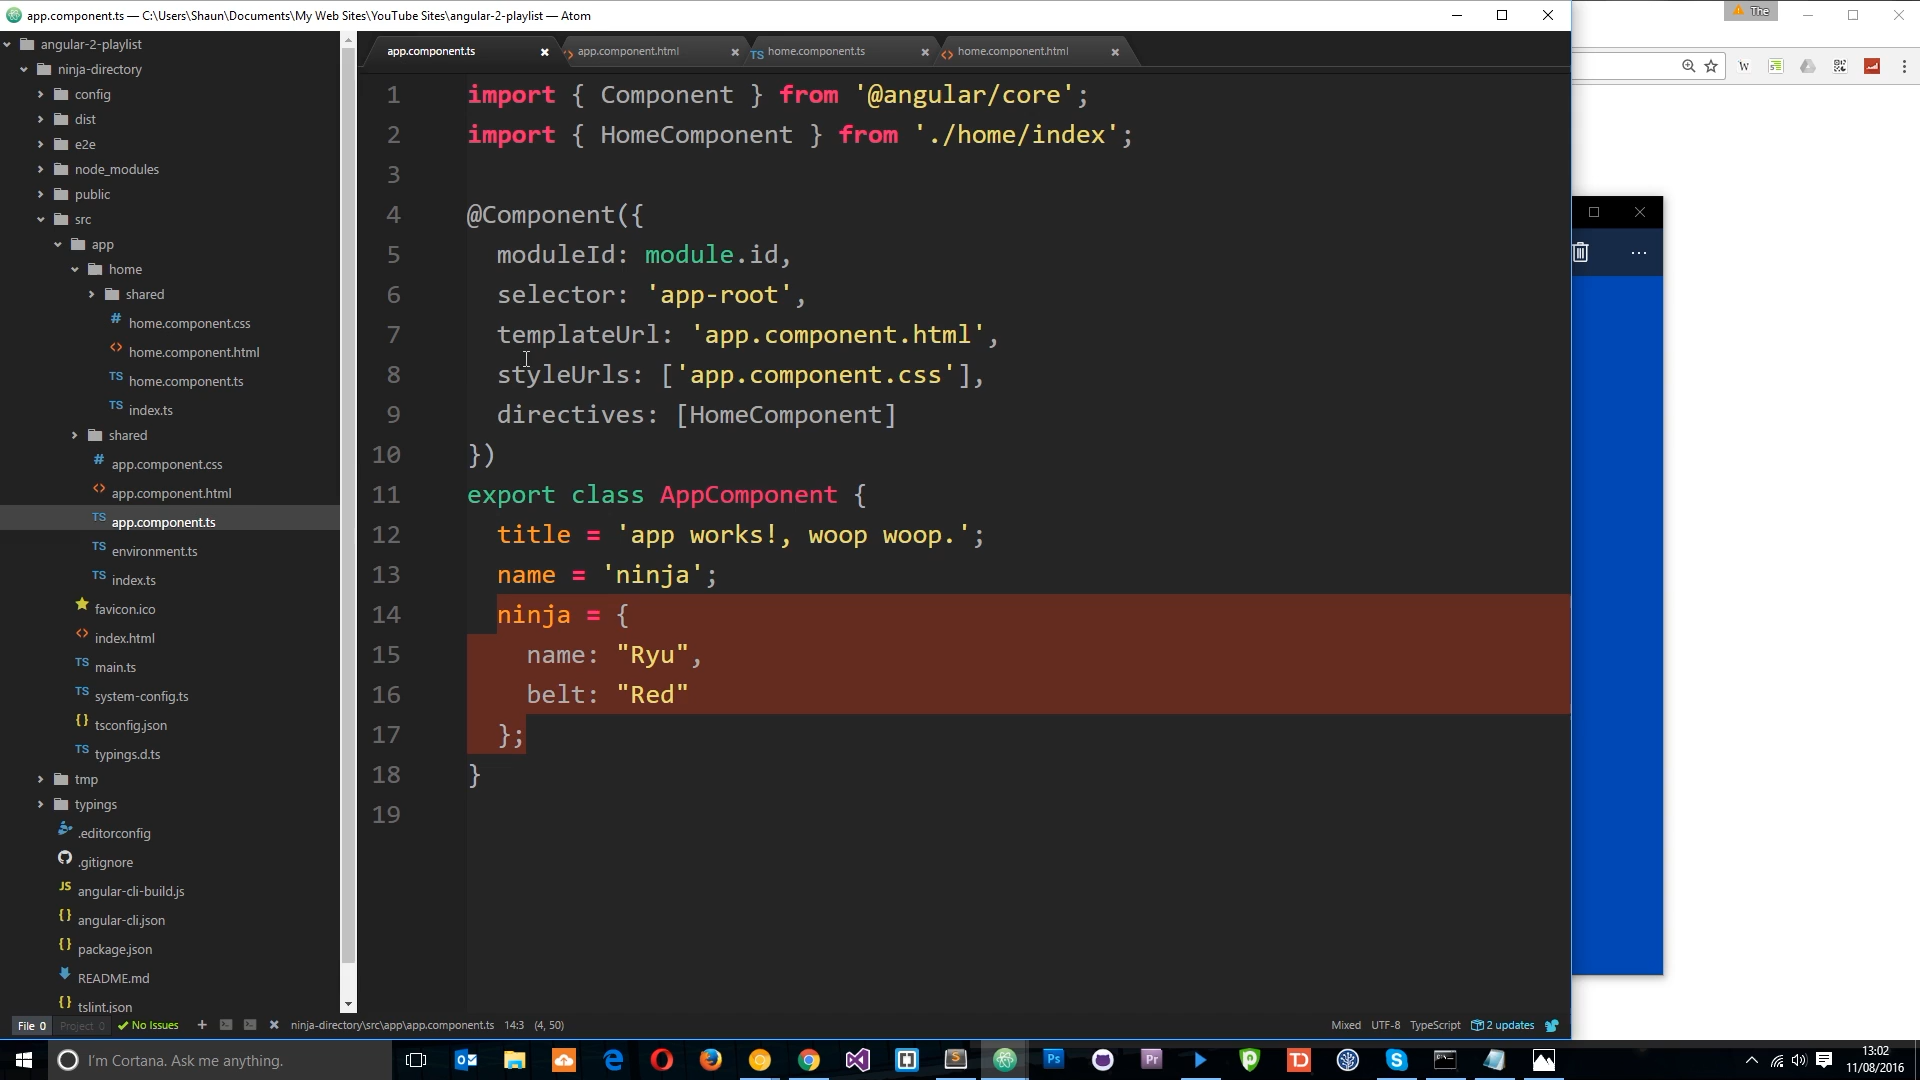 app.component.ts — C:\Users\Shaun\Documents\My Web Sites\YouTube Sites\angular-2-playlist — Atom
The
angular-2-playlist
ninja-directory
config
dist
e2e
node_modules
public
src
app
home
shared
home.component.css
home.component.html
home.component.ts
index.ts
shared
app.component.css
app.component.html
app.component.ts
environment.ts
index.ts
favicon.ico
index.html
main.ts
system-config.ts
tsconfig.json
typings.d.ts
tmp
typings
.editorconfig
.gitignore
angular-cli-build.js
angular-cli.json
package.json
README.md
tslint.json
app.component.ts
app.component.html
TS home.component.ts
home.component.html
1 import { Component } from '@angular/core';
2 import { HomeComponent } from './home/index';
3
4 @Component({
5 moduleId: module.id,
6 selector: 'app-root',
7 templateUrl: 'app.component.html',
8 styleUrls: ['app.component.css'],
9 directives: [HomeComponent]
10 })
11 export class AppComponent {
12 title = 'app works!, woop woop.';
13 name = 'ninja';
14 ninja = {
15 name: "Ryu",
16 belt: "Red"
17 };
18 }
19
File 0 Project 0 No Issues ninja-directory\src\app\app.component.ts 14:3 (4, 50) Mixed UTF-8 TypeScript 2 updates
I'm Cortana. Ask me anything.
13:02
11/08/2016